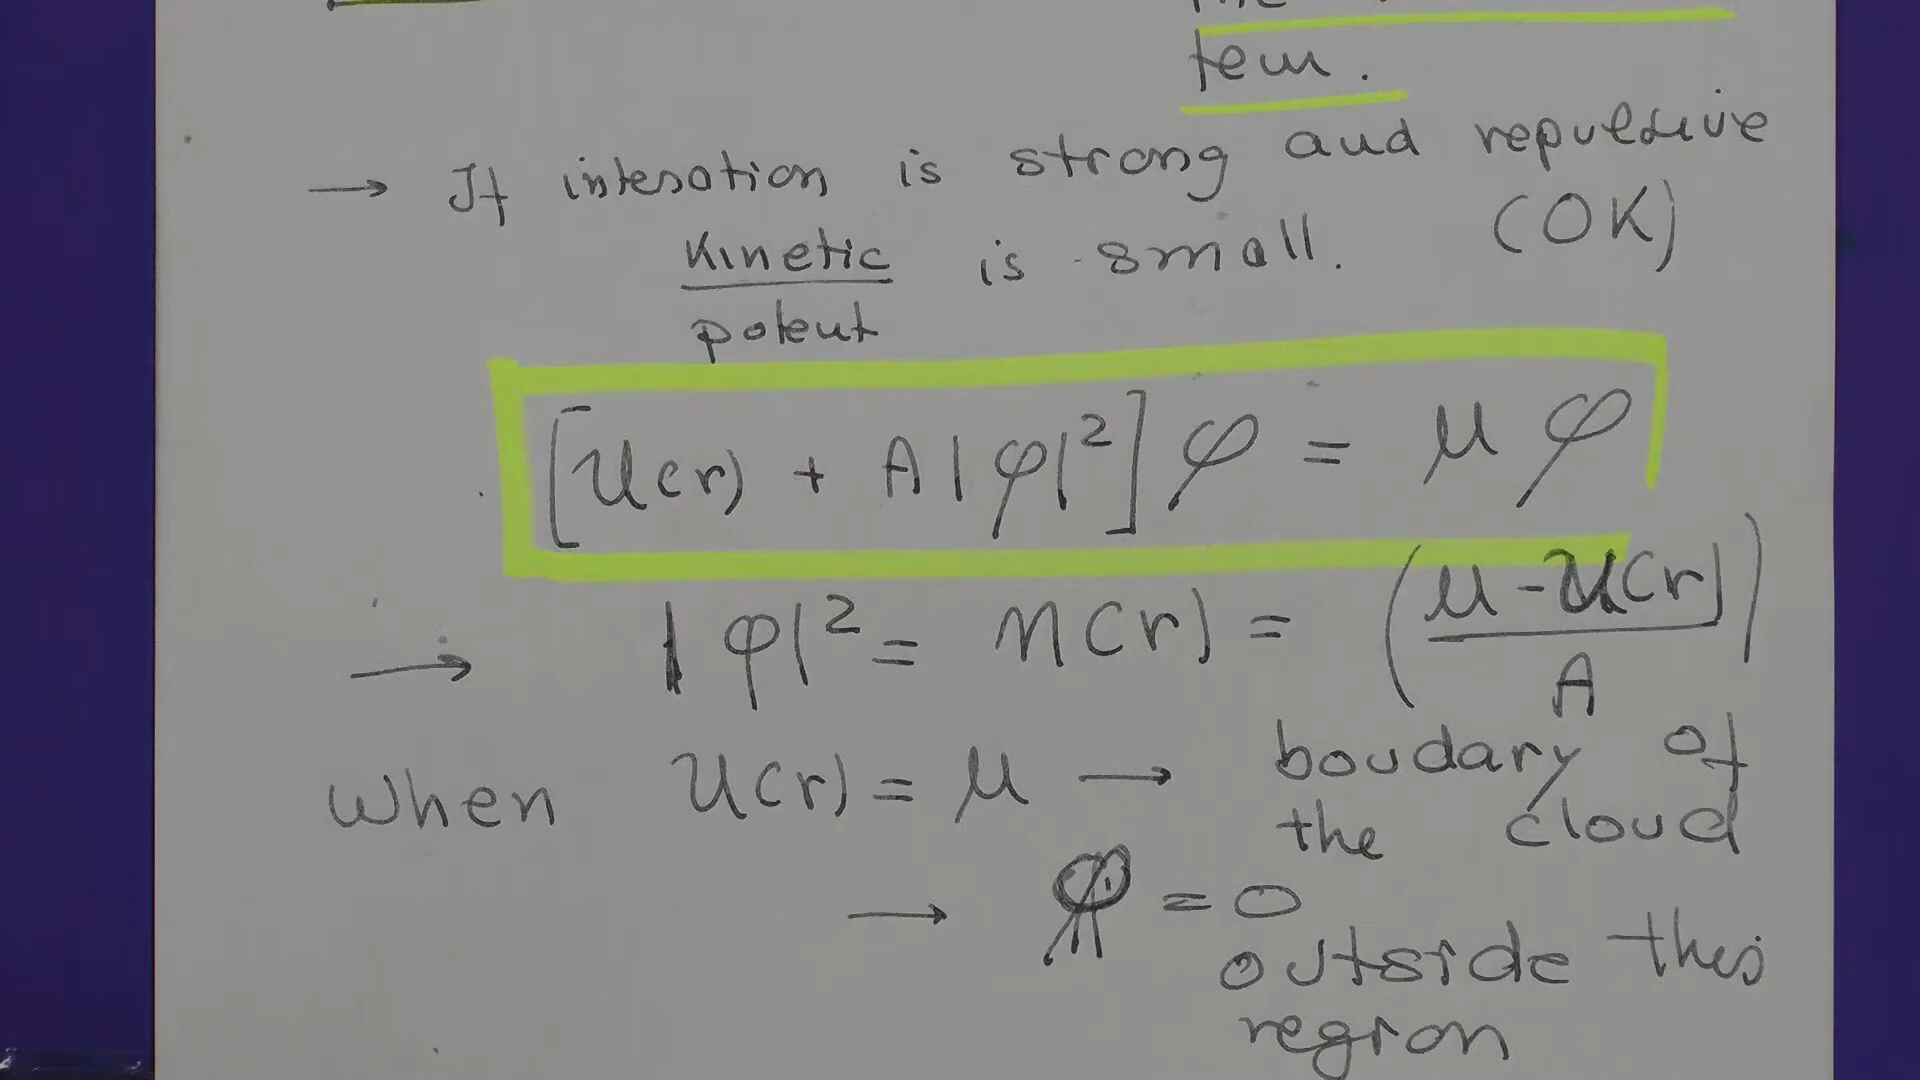 tem.
→ If interation is strong and repulsive
Kinetic is small. (OK)
potent
[U(r) + A|φ|²] φ = μ φ
→ |φ|² = n(r) = (μ - U(r) / A)
When U(r) = μ → boudary of
the cloud
→ φ = 0
outside this
region